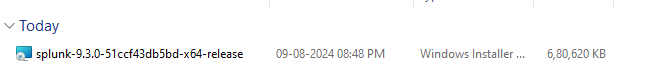 Today
splunk-9.3.0-51ccf43db5bd-x64-release 09-08-2024 08:48 PM Windows Installer ... 6,80,620 KB